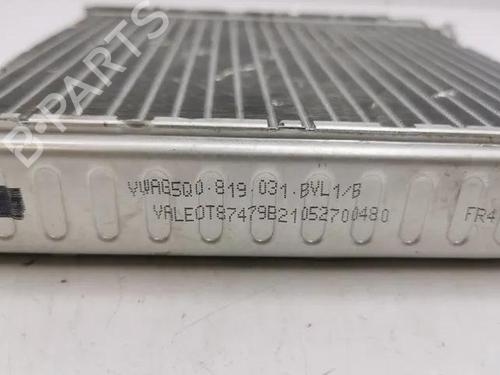 B-PARTS
VWAG5Q0.819.031.BVL1/B
VALEOT87479B21052700480
FR4